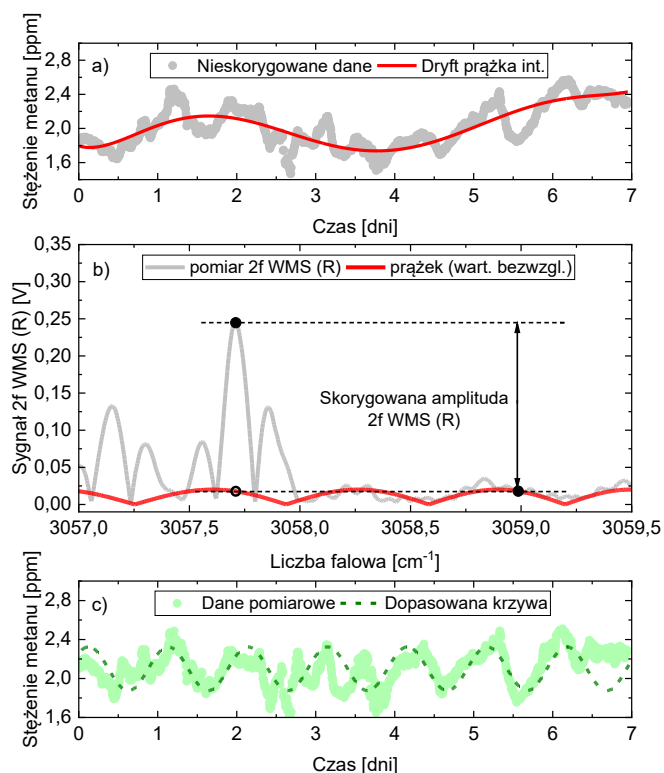 Stężenie metanu [ppm]
2,8
2,4
2,0
1,6
a)
Nieskorygowane dane
Dryft prążka int.
0 1 2 3 4 5 6 7
Czas [dni]
Sygnał 2f WMS (R) [V]
0,35
0,30
0,25
0,20
0,15
0,10
0,05
0,00
b)
pomiar 2f WMS (R)
prążek (wart. bezwzgl.)
Skorygowana amplituda
2f WMS (R)
3057,0 3057,5 3058,0 3058,5 3059,0 3059,5
Liczba falowa [cm⁻¹]
Stężenie metanu [ppm]
2,8
2,4
2,0
1,6
c)
Dane pomiarowe
Dopasowana krzywa
0 1 2 3 4 5 6 7
Czas [dni]